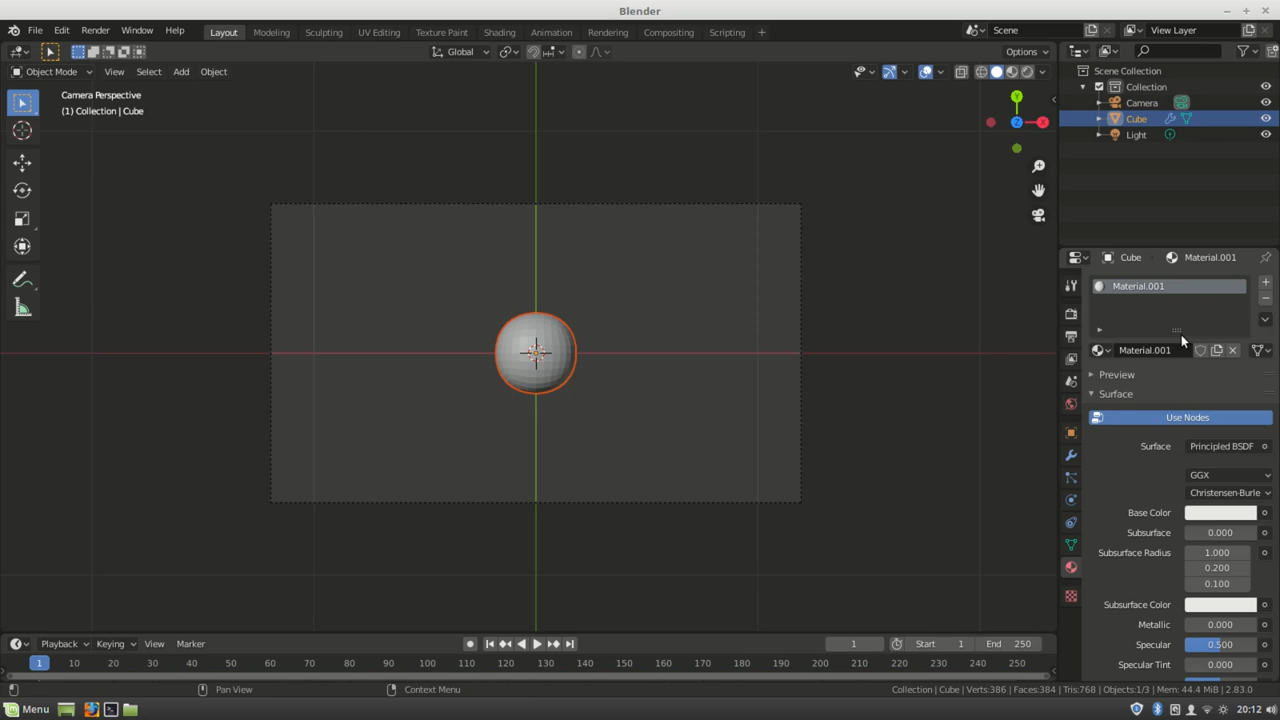 Blender
File Edit Render Window Help Layout Modeling Sculpting UV Editing Texture Paint Shading Animation Rendering Compositing Scripting + Scene View Layer
Global Options
Object Mode View Select Add Object
Scene Collection
Collection
Camera
Cube
Light
Camera Perspective
(1) Collection | Cube
Y
Z
X
Cube Material.001
Material.001
Material.001
Preview
Surface
Use Nodes
Surface Principled BSDF
GGX
Christensen-Burle
Base Color
Subsurface 0.000
Subsurface Radius 1.000
0.200
0.100
Subsurface Color
Metallic 0.000
Specular 0.500
Specular Tint 0.000
Playback Keying View Marker 1 Start 1 End 250
1 10 20 30 40 50 60 70 80 90 100 110 120 130 140 150 160 170 180 190 200 210 220 230 240 250
Pan View Context Menu Collection | Cube | Verts:386 | Faces:384 | Tris:768 | Objects:1/3 | Mem: 44.4 MiB | 2.83.0
Menu 20:12